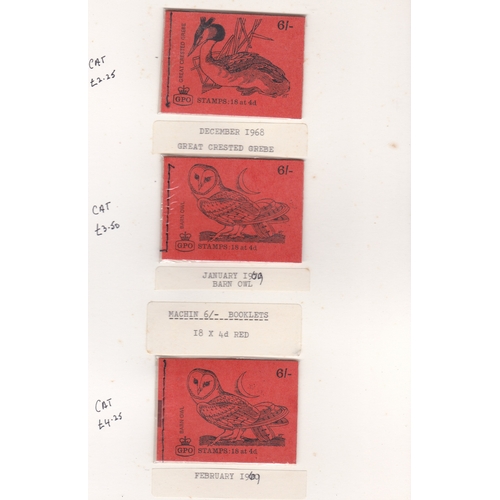 6/-
GREAT CRESTED GREBE
CAT
£2.25
GPO STAMPS: 18 at 4d
DECEMBER 1968
GREAT CRESTED GREBE
6/-
BARN OWL
CAT
£3.50
GPO STAMPS: 18 at 4d
JANUARY 1969
BARN OWL
MACHIN 6/- BOOKLETS
18 X 4d RED
6/-
BARN OWL
CAT
£4.25
GPO STAMPS: 18 at 4d
FEBRUARY 1969